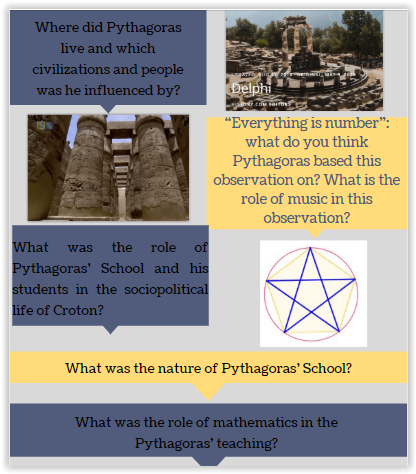 Where did Pythagoras
live and which
civilizations and people
was he influenced by?
Delphi
HISTORY.COM EDITORS
“Everything is number”:
what do you think
Pythagoras based this
observation on? What is the
role of music in this
observation?
What was the role of
Pythagoras’ School and his
students in the sociopolitical
life of Croton?
What was the nature of Pythagoras’ School?
What was the role of mathematics in the
Pythagoras’ teaching?